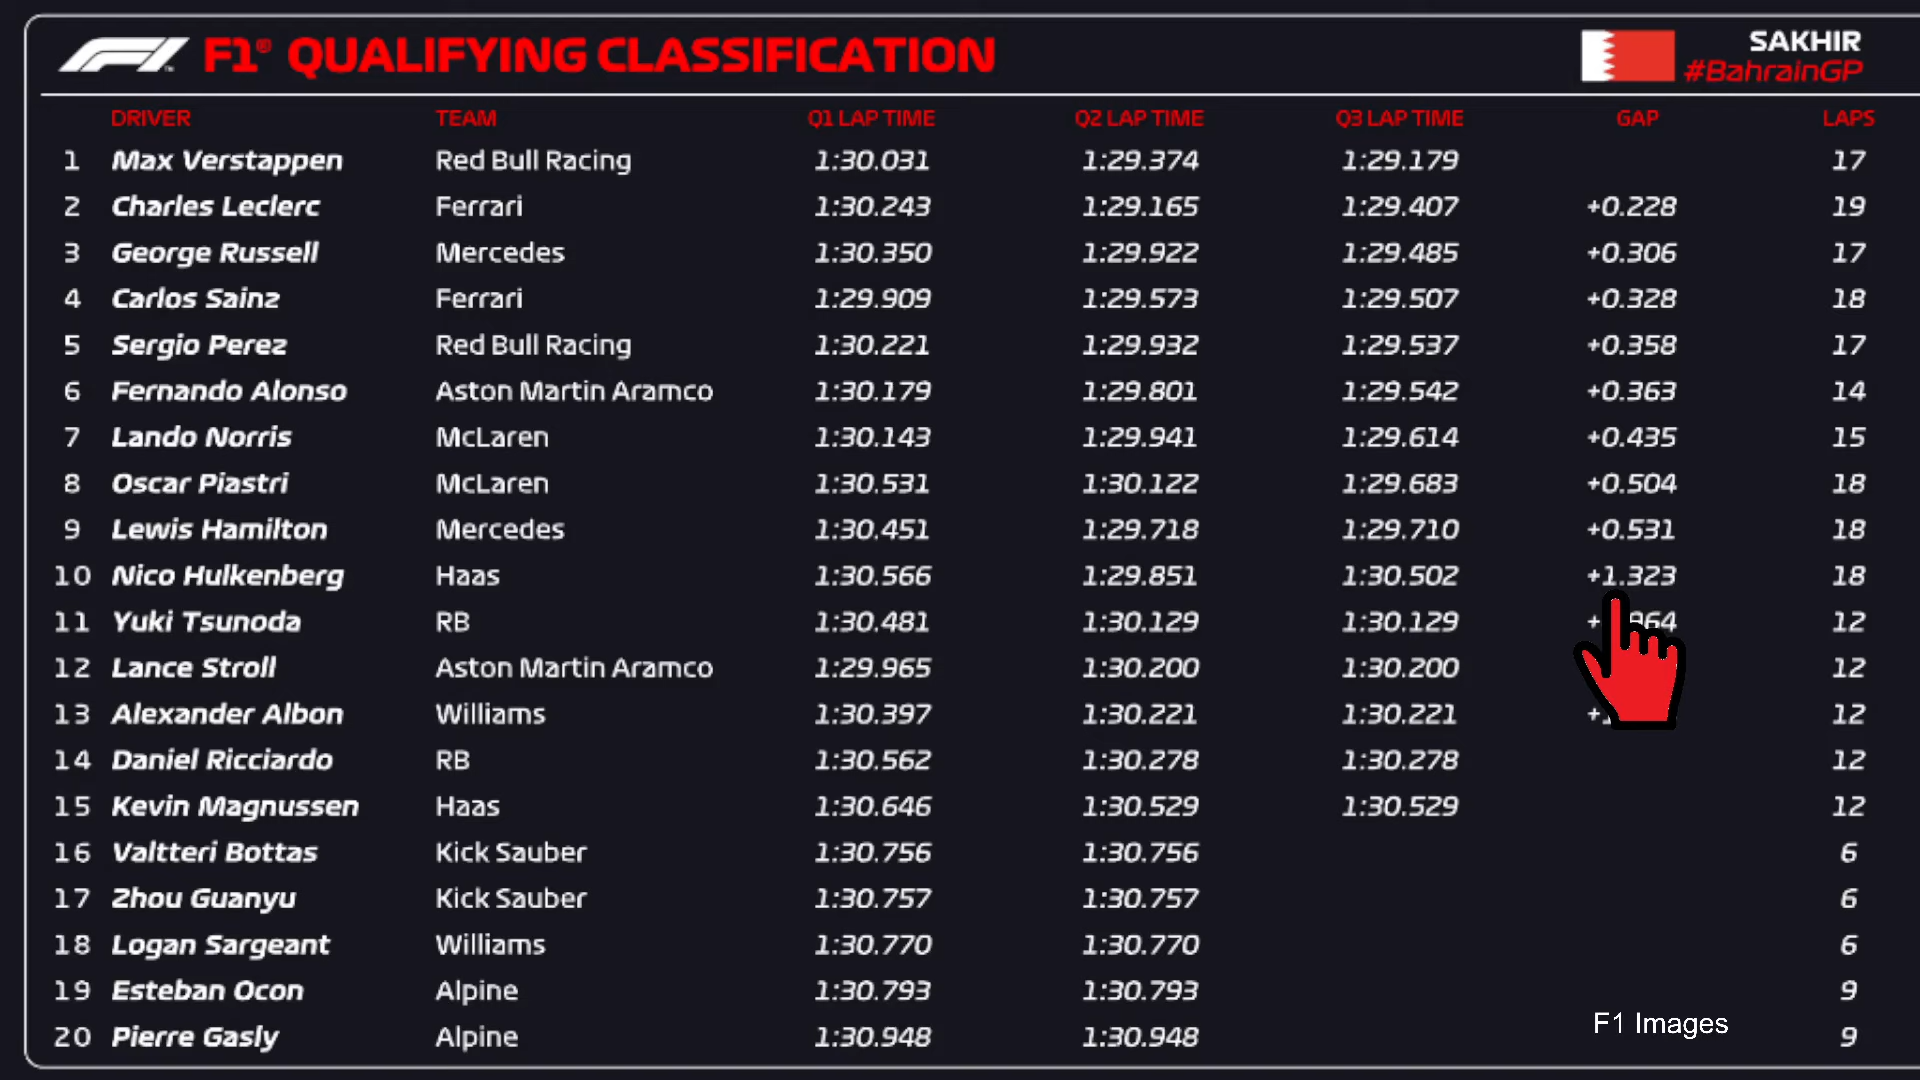 F1® QUALIFYING CLASSIFICATION SAKHIR
#BahrainGP
DRIVER TEAM Q1 LAP TIME Q2 LAP TIME Q3 LAP TIME GAP LAPS
1 Max Verstappen Red Bull Racing 1:30.031 1:29.374 1:29.179 17
2 Charles Leclerc Ferrari 1:30.243 1:29.165 1:29.407 +0.228 19
3 George Russell Mercedes 1:30.350 1:29.922 1:29.485 +0.306 17
4 Carlos Sainz Ferrari 1:29.909 1:29.573 1:29.507 +0.328 18
5 Sergio Perez Red Bull Racing 1:30.221 1:29.932 1:29.537 +0.358 17
6 Fernando Alonso Aston Martin Aramco 1:30.179 1:29.801 1:29.542 +0.363 14
7 Lando Norris McLaren 1:30.143 1:29.941 1:29.614 +0.435 15
8 Oscar Piastri McLaren 1:30.531 1:30.122 1:29.683 +0.504 18
9 Lewis Hamilton Mercedes 1:30.451 1:29.718 1:29.710 +0.531 18
10 Nico Hulkenberg Haas 1:30.566 1:29.851 1:30.502 +1.323 18
11 Yuki Tsunoda RB 1:30.481 1:30.129 1:30.129 12
12 Lance Stroll Aston Martin Aramco 1:29.965 1:30.200 1:30.200 12
13 Alexander Albon Williams 1:30.397 1:30.221 1:30.221 12
14 Daniel Ricciardo RB 1:30.562 1:30.278 1:30.278 12
15 Kevin Magnussen Haas 1:30.646 1:30.529 1:30.529 12
16 Valtteri Bottas Kick Sauber 1:30.756 1:30.756 6
17 Zhou Guanyu Kick Sauber 1:30.757 1:30.757 6
18 Logan Sargeant Williams 1:30.770 1:30.770 6
19 Esteban Ocon Alpine 1:30.793 1:30.793 9
20 Pierre Gasly Alpine 1:30.948 1:30.948 9
F1 Images